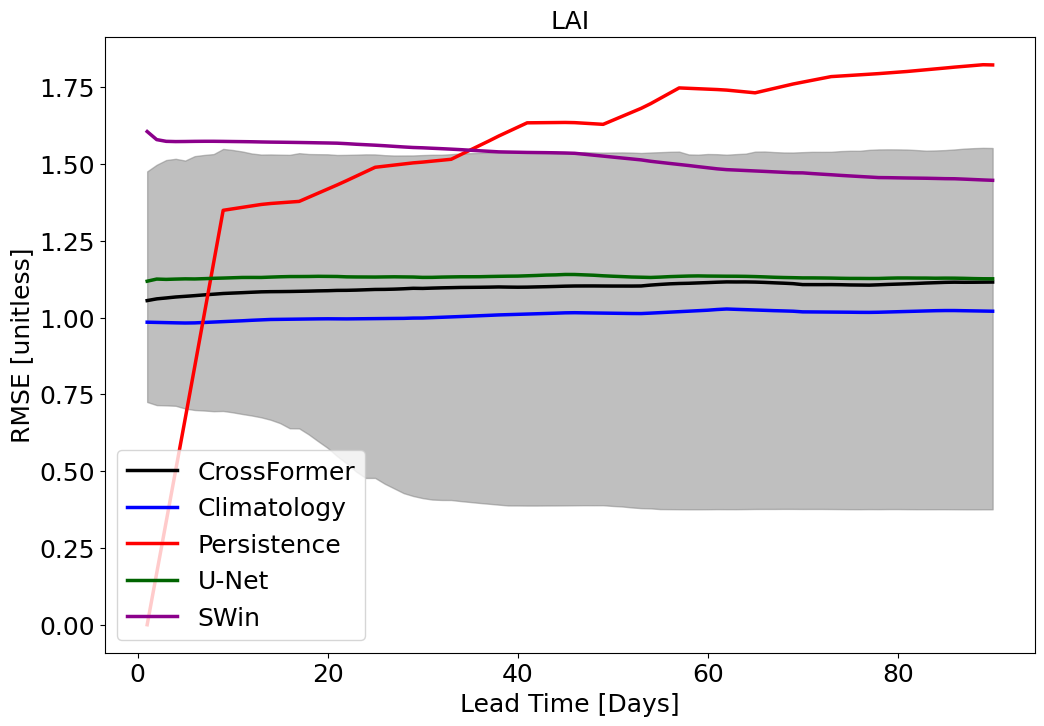 LAI
RMSE [unitless]
1.75
1.50
1.25
1.00
0.75
0.50
0.25
0.00
CrossFormer
Climatology
Persistence
U-Net
SWin
0
20
40
60
80
Lead Time [Days]